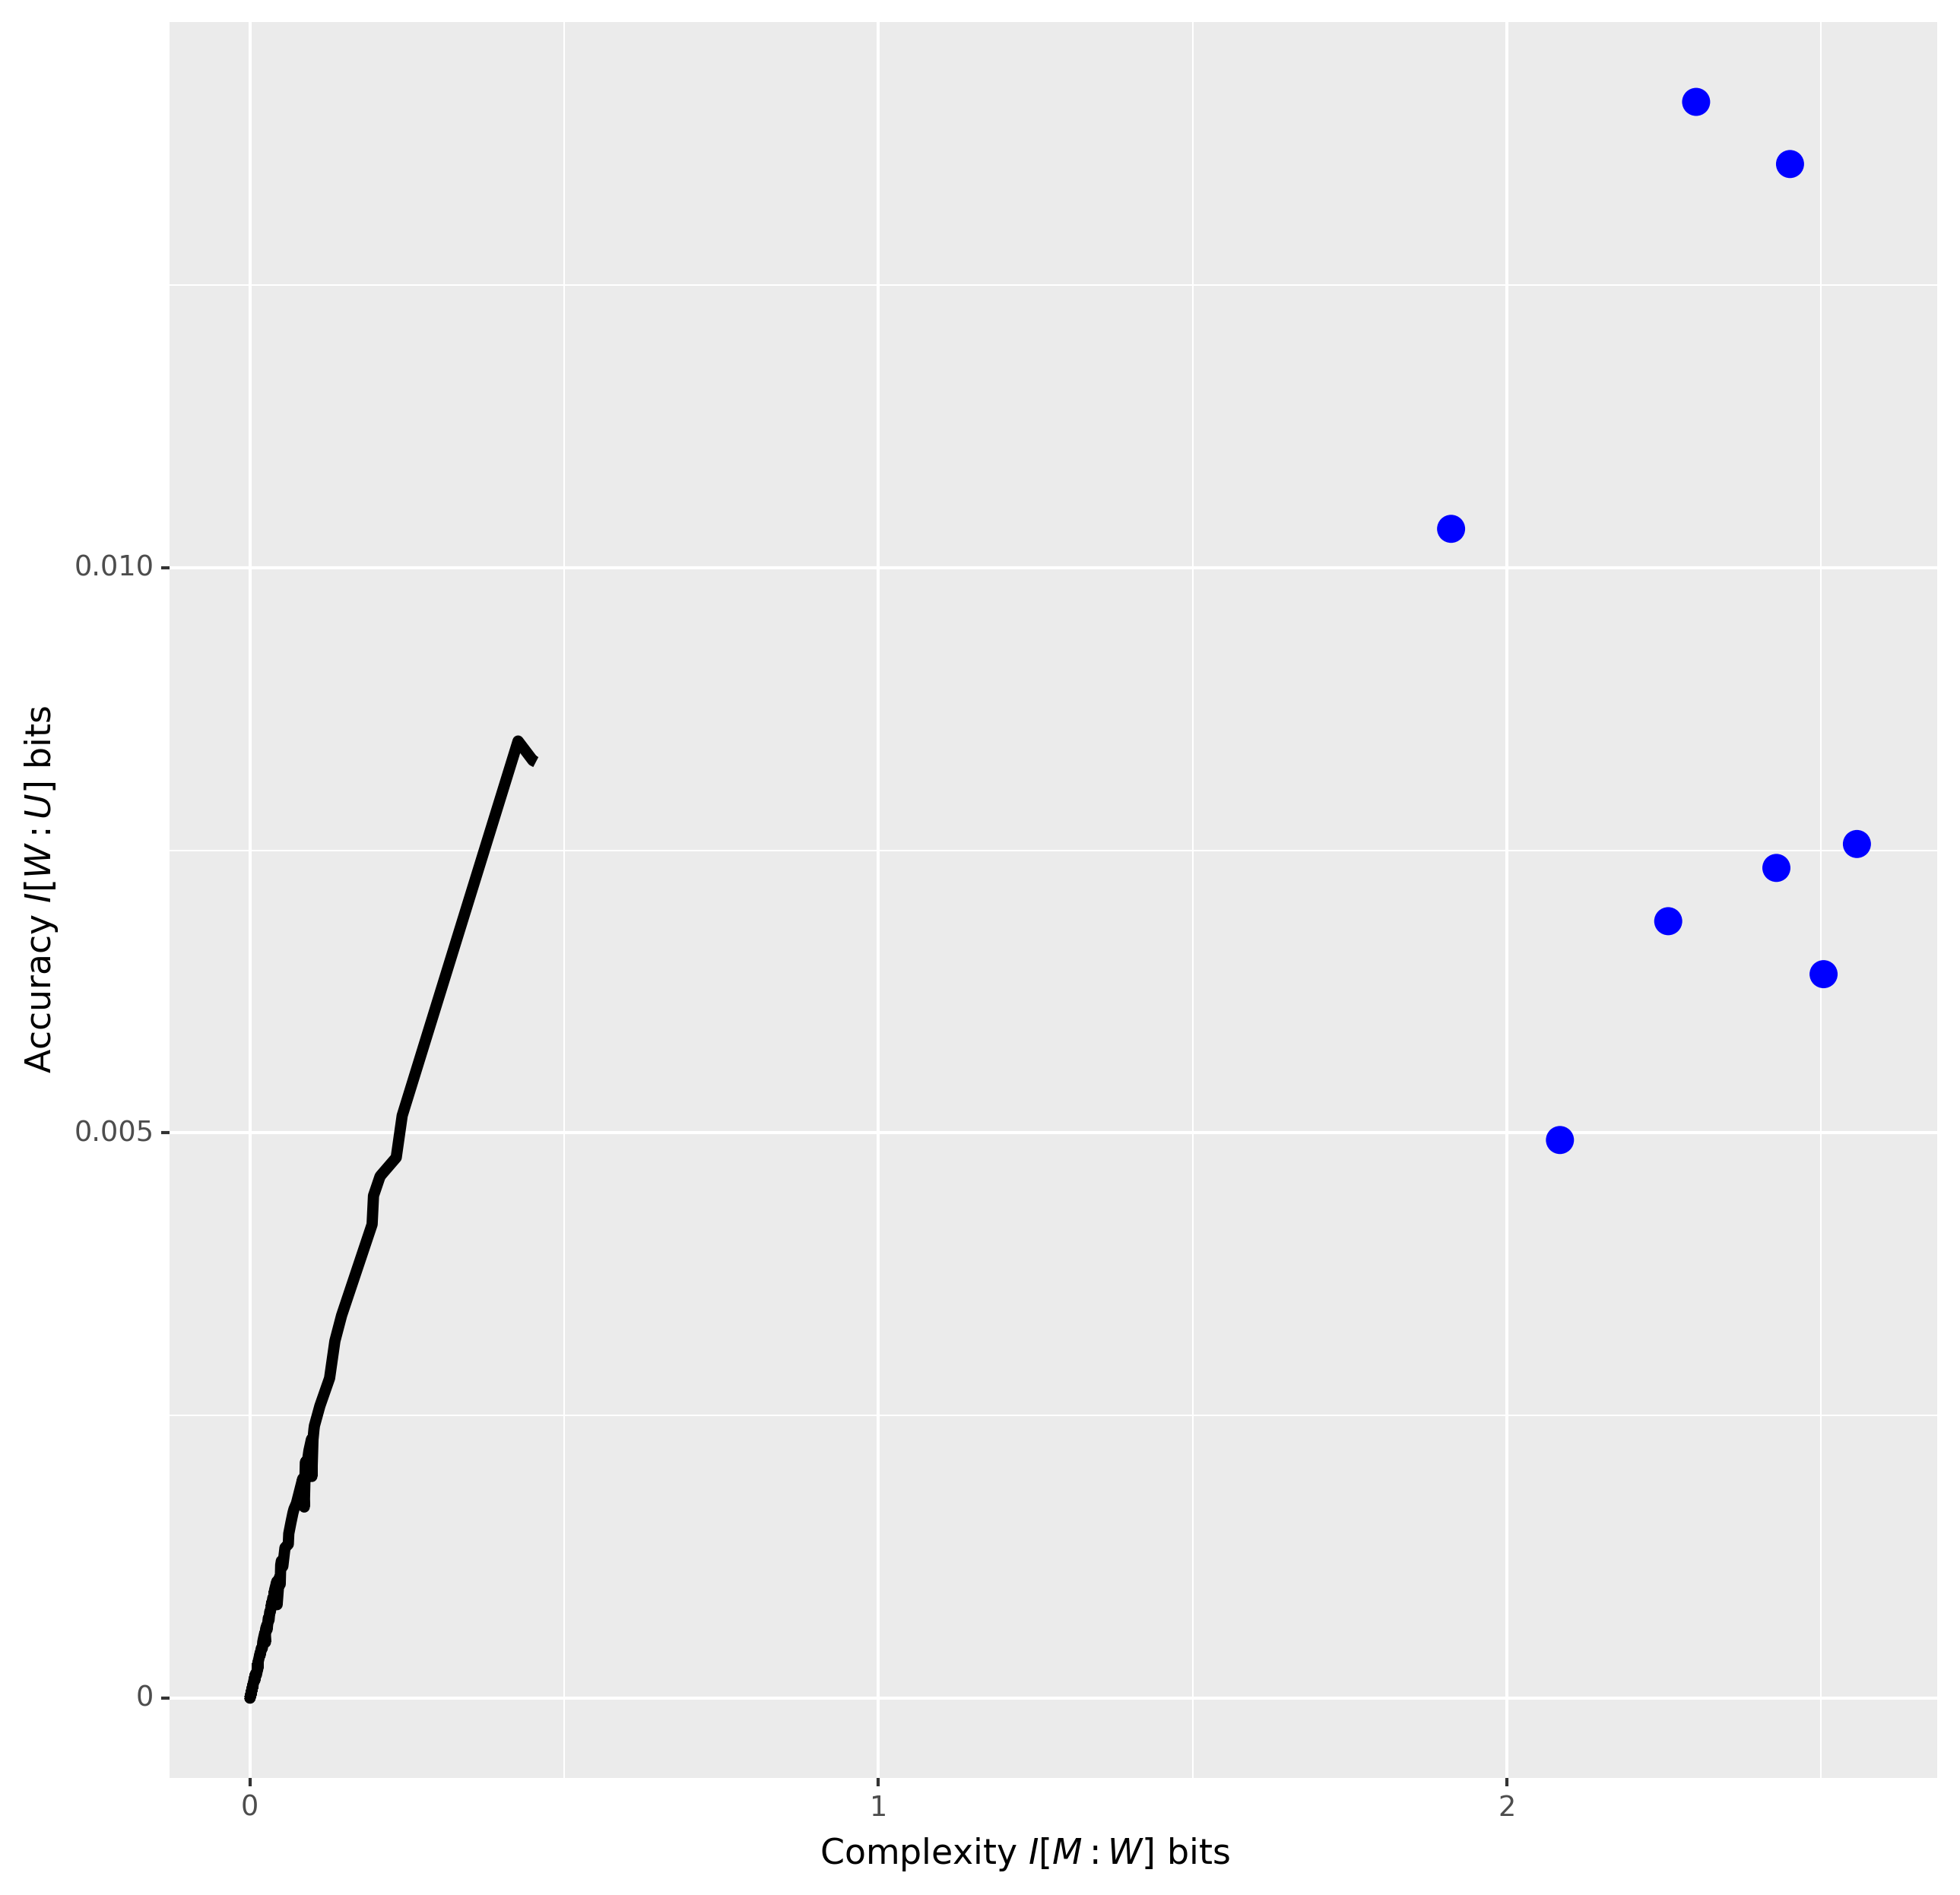 Accuracy I[W : U] bits
0.010
0.005
0
0 1 2
Complexity I[M : W] bits